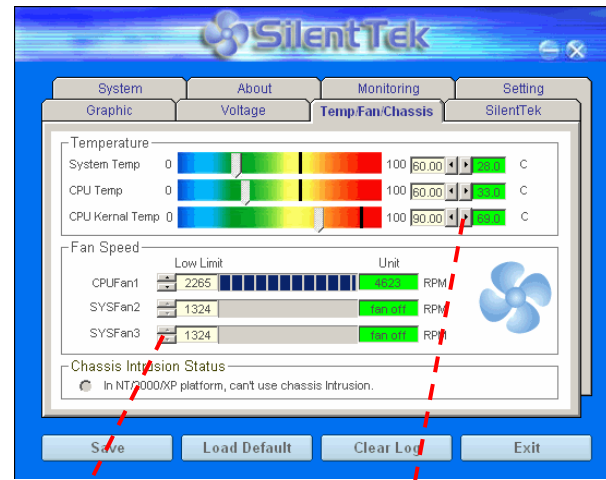 SilentTek
System About Monitoring Setting
Graphic Voltage Temp/Fan/Chassis SilentTek
Temperature
System Temp 0 100 60.00 28.0 C
CPU Temp 0 100 60.00 33.0 C
CPU Kernal Temp 0 100 90.00 69.0 C
Fan Speed
Low Limit Unit
CPUFan1 2265 4623 RPM
SYSFan2 1324 fan off RPM
SYSFan3 1324 fan off RPM
Chassis Intrusion Status
In NT/2000/XP platform, can't use chassis Intrusion.
Save Load Default Clear Log Exit